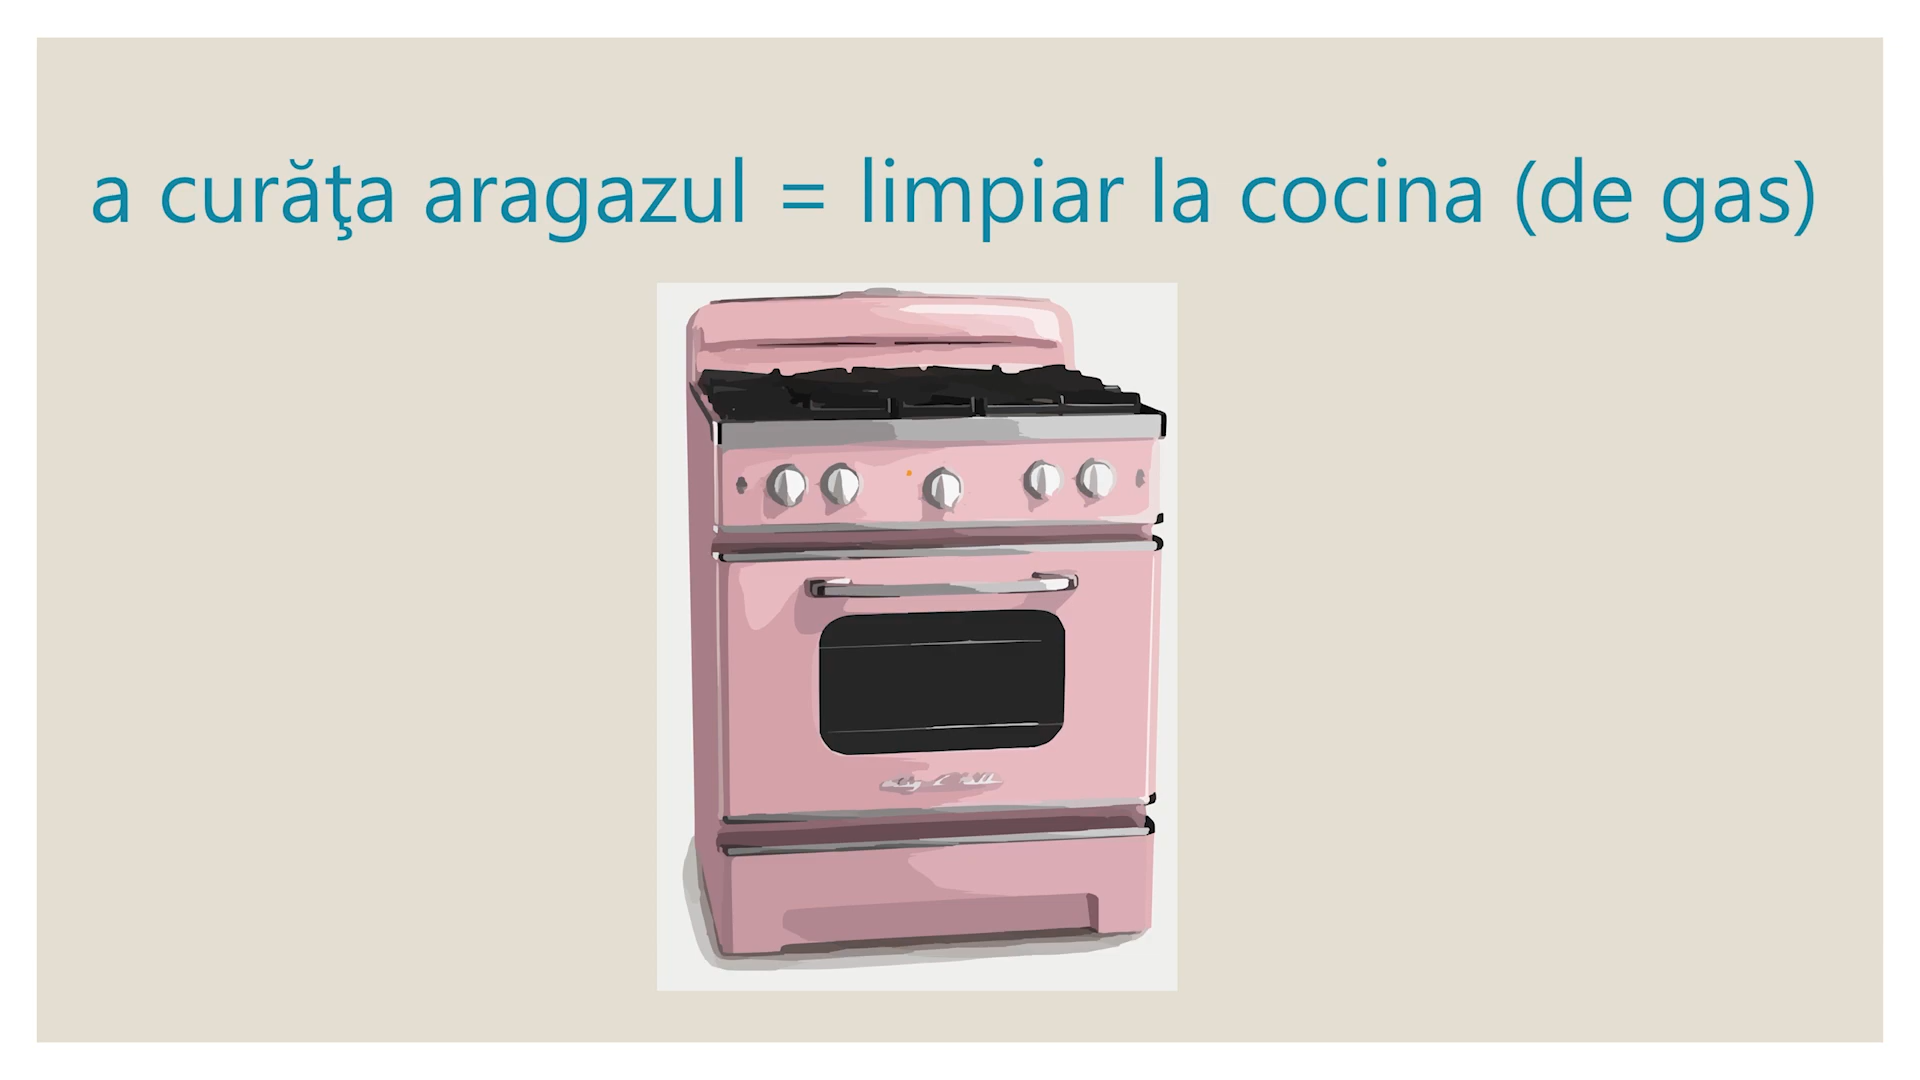 a curăţa aragazul = limpiar la cocina (de gas)